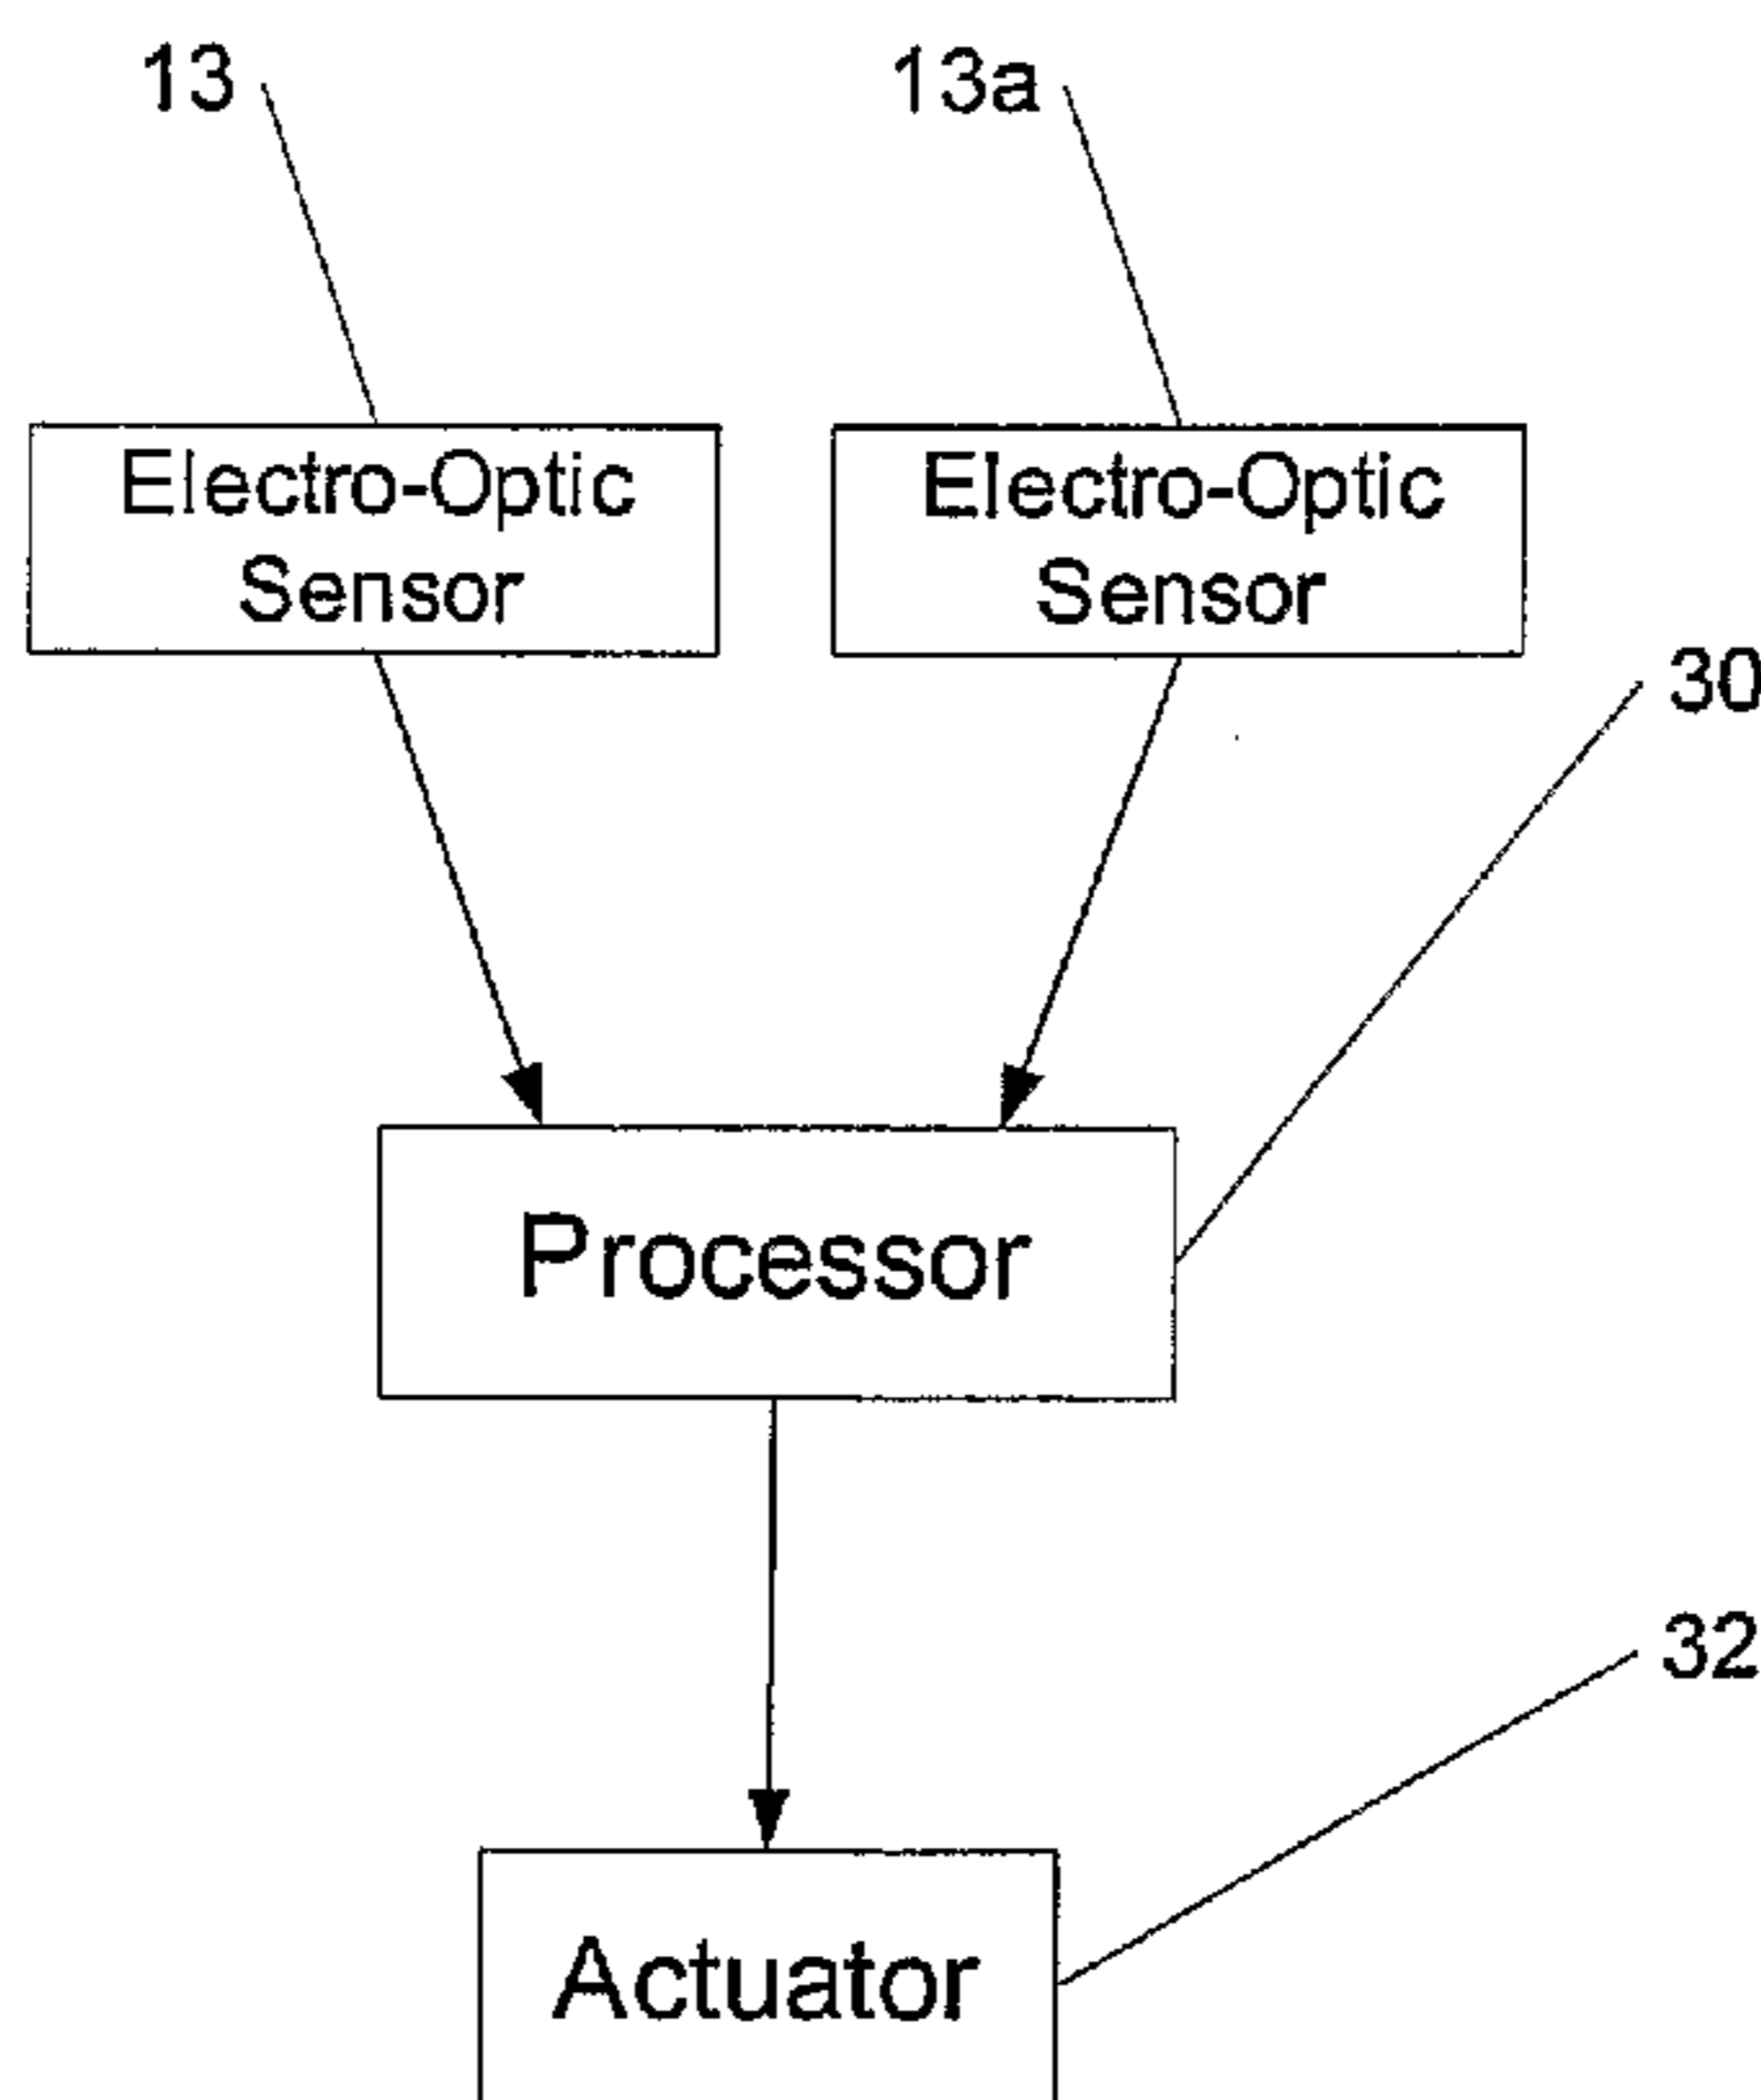 13
13a
Electro-Optic
Sensor
Electro-Optic
Sensor
30
Processor
32
Actuator